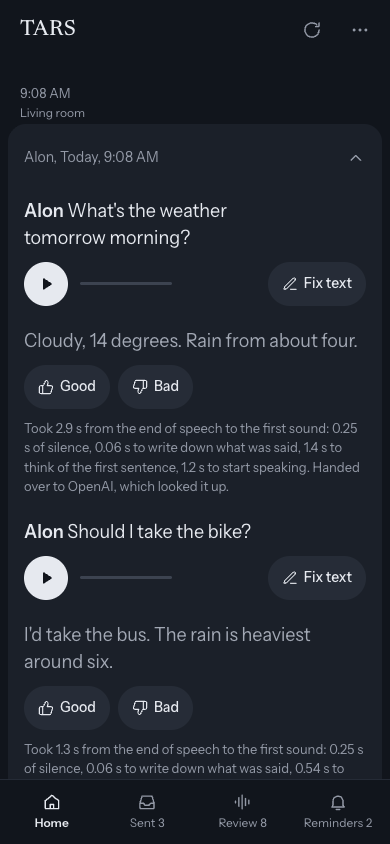 TARS
9:08 AM
Living room
Alon, Today, 9:08 AM
Alon What's the weather
tomorrow morning?
Fix text
Cloudy, 14 degrees. Rain from about four.
Good
Bad
Took 2.9 s from the end of speech to the first sound: 0.25
s of silence, 0.06 s to write down what was said, 1.4 s to
think of the first sentence, 1.2 s to start speaking. Handed
over to OpenAI, which looked it up.
Alon Should I take the bike?
Fix text
I'd take the bus. The rain is heaviest
around six.
Good
Bad
Took 1.3 s from the end of speech to the first sound: 0.25 s
of silence, 0.06 s to write down what was said, 0.54 s to
Home
Sent 3
Review 8
Reminders 2